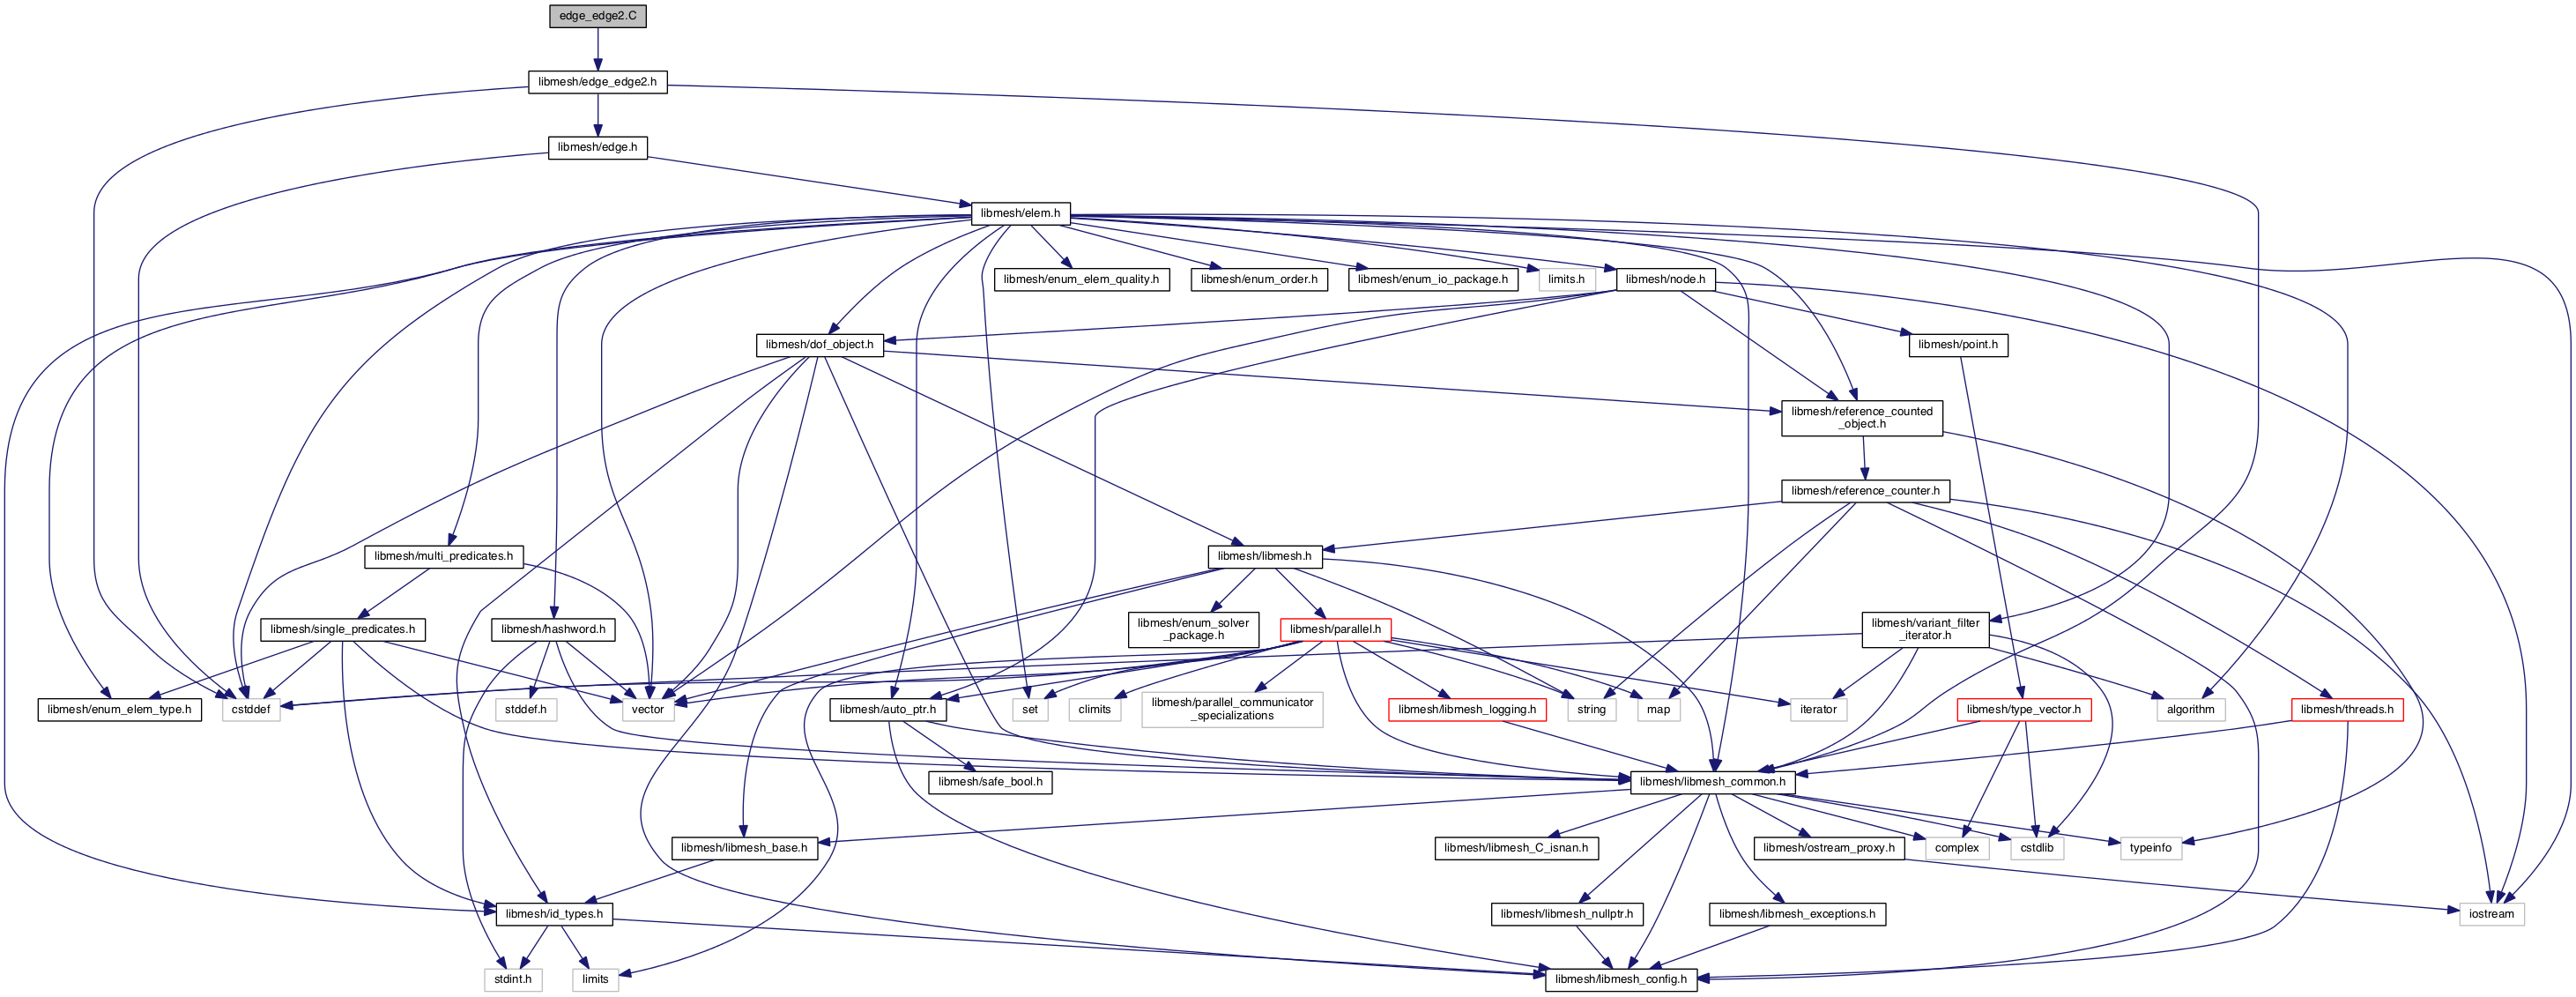 edge_edge2.C
libmesh/edge_edge2.h
libmesh/edge.h
libmesh/elem.h
libmesh/enum_elem_quality.h
libmesh/enum_order.h
libmesh/enum_io_package.h
limits.h
libmesh/node.h
libmesh/dof_object.h
libmesh/point.h
libmesh/reference_counted
_object.h
libmesh/reference_counter.h
libmesh/multi_predicates.h
libmesh/libmesh.h
libmesh/single_predicates.h
libmesh/hashword.h
libmesh/enum_solver
_package.h
libmesh/parallel.h
libmesh/variant_filter
_iterator.h
libmesh/enum_elem_type.h
cstddef
stddef.h
vector
libmesh/auto_ptr.h
set
climits
libmesh/parallel_communicator
_specializations
libmesh/libmesh_logging.h
string
map
iterator
libmesh/type_vector.h
algorithm
libmesh/threads.h
libmesh/safe_bool.h
libmesh/libmesh_common.h
libmesh/libmesh_base.h
libmesh/libmesh_C_isnan.h
libmesh/ostream_proxy.h
complex
cstdlib
typeinfo
libmesh/id_types.h
libmesh/libmesh_nullptr.h
libmesh/libmesh_exceptions.h
iostream
stdint.h
limits
libmesh/libmesh_config.h